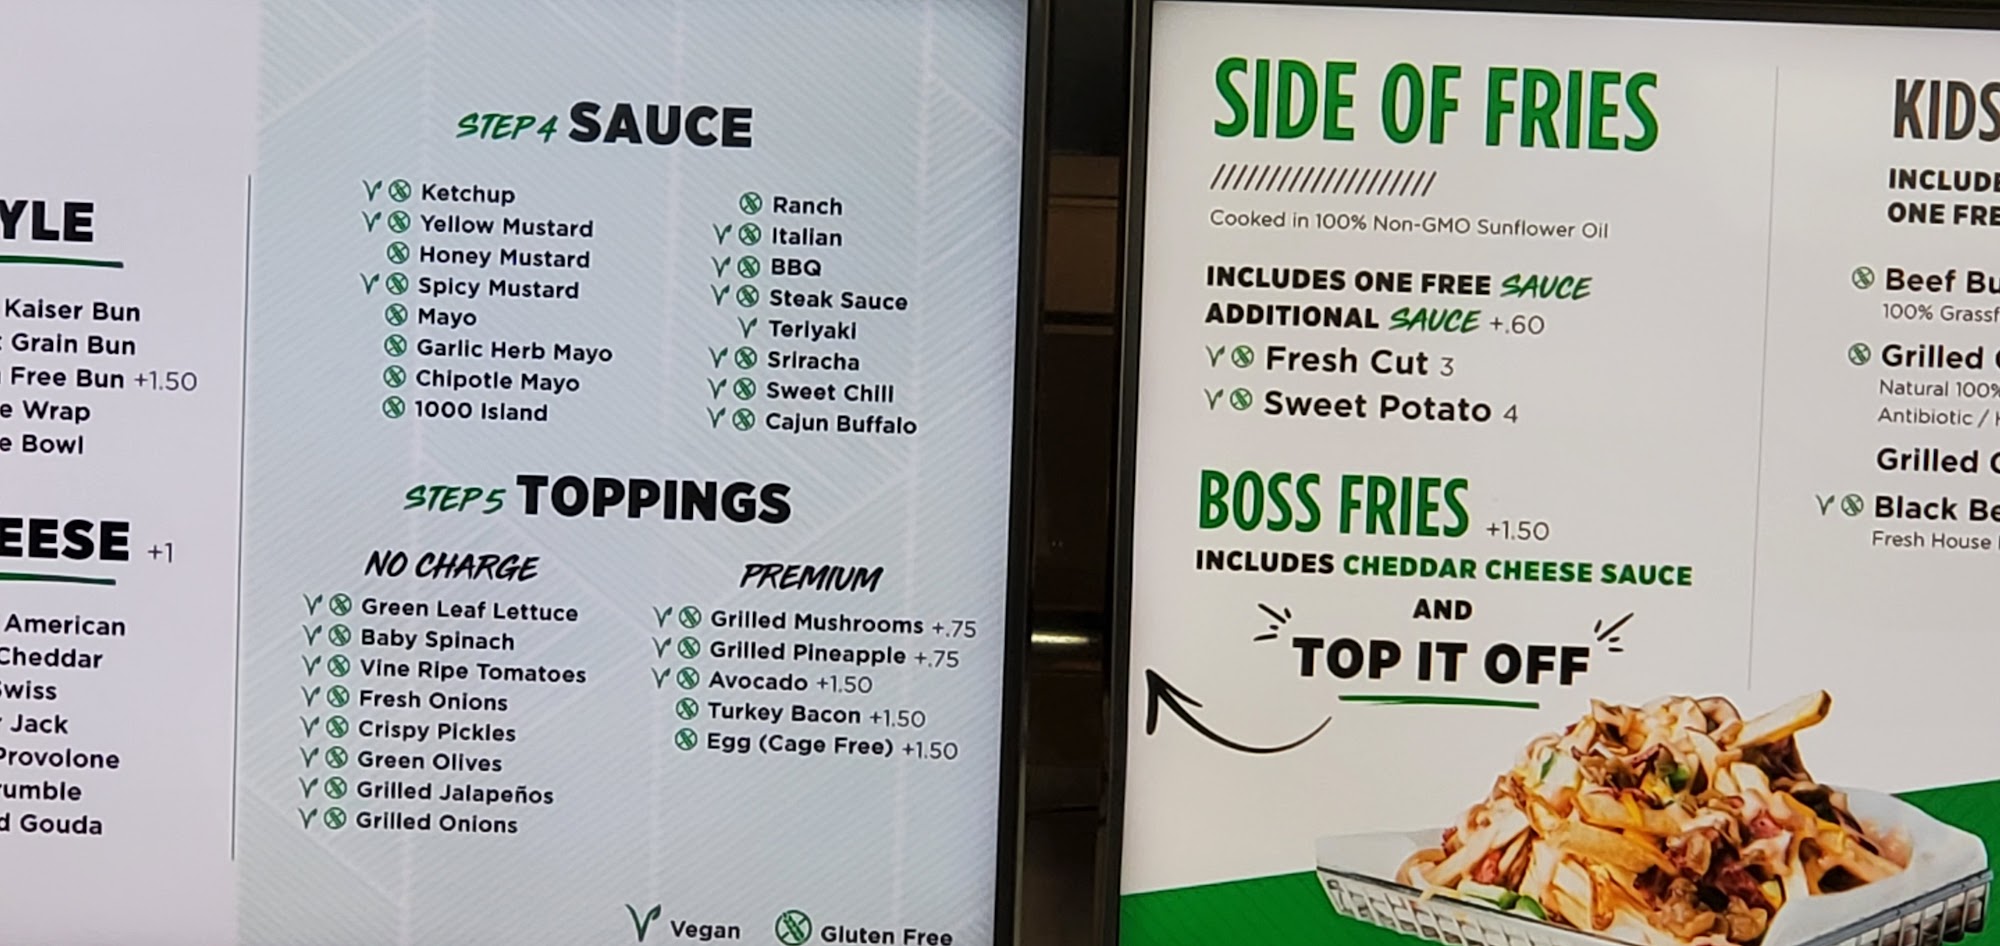 YLE
Kaiser Bun
Grain Bun
Free Bun +1.50
Wrap
Bowl
EESE +1
American
Cheddar
Swiss
Jack
Provolone
umble
Gouda
STEP 4 SAUCE
V Ketchup
V Yellow Mustard
Honey Mustard
V Spicy Mustard
Mayo
Garlic Herb Mayo
Chipotle Mayo
1000 Island
Ranch
V Italian
V BBQ
V Steak Sauce
V Teriyaki
V Sriracha
V Sweet Chili
V Cajun Buffalo
STEP 5 TOPPINGS
NO CHARGE
V Green Leaf Lettuce
V Baby Spinach
V Vine Ripe Tomatoes
V Fresh Onions
V Crispy Pickles
V Green Olives
V Grilled Jalapeños
V Grilled Onions
PREMIUM
V Grilled Mushrooms +.75
V Grilled Pineapple +.75
V Avocado +1.50
Turkey Bacon +1.50
Egg (Cage Free) +1.50
V Vegan Gluten Free
SIDE OF FRIES
////////////////////
Cooked in 100% Non-GMO Sunflower Oil
INCLUDES ONE FREE SAUCE
ADDITIONAL SAUCE +.60
V Fresh Cut 3
V Sweet Potato 4
BOSS FRIES +1.50
INCLUDES CHEDDAR CHEESE SAUCE
AND
TOP IT OFF
KIDS
INCLUDE
ONE FRE
Beef Bu
100% Grassf
Grilled
Natural 100%
Antibiotic /
Grilled
V Black Be
Fresh House